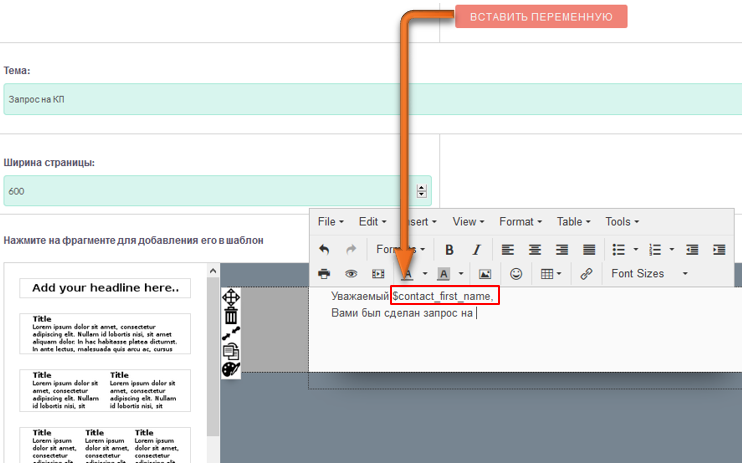 ВСТАВИТЬ ПЕРЕМЕННУЮ
Тема:
Запрос на КП
Ширина страницы:
600
Нажмите на фрагменте для добавления его в шаблон
File Edit Insert View Format Table Tools
Formats B I Font Sizes
A A
Уважаемый $contact_first_name,
Вами был сделан запрос на
Add your headline here..
Title
Lorem ipsum dolor sit amet, consectetur
adipiscing elit. Nullam id lobortis nisi, sit amet
aliquam dolor. In hac habitasse platea dictumst.
In ante lectus, malesuada quis arcu ac, cursus
Title Title
Lorem ipsum dolor sit Lorem ipsum dolor sit
amet, consectetur amet, consectetur
adipiscing elit. Nullam adipiscing elit. Nullam
id lobortis nisi, sit id lobortis nisi, sit
Title Title Title
Lorem ipsum Lorem ipsum Lorem ipsum
dolor sit amet, dolor sit amet, dolor sit amet,
consectetur consectetur consectetur